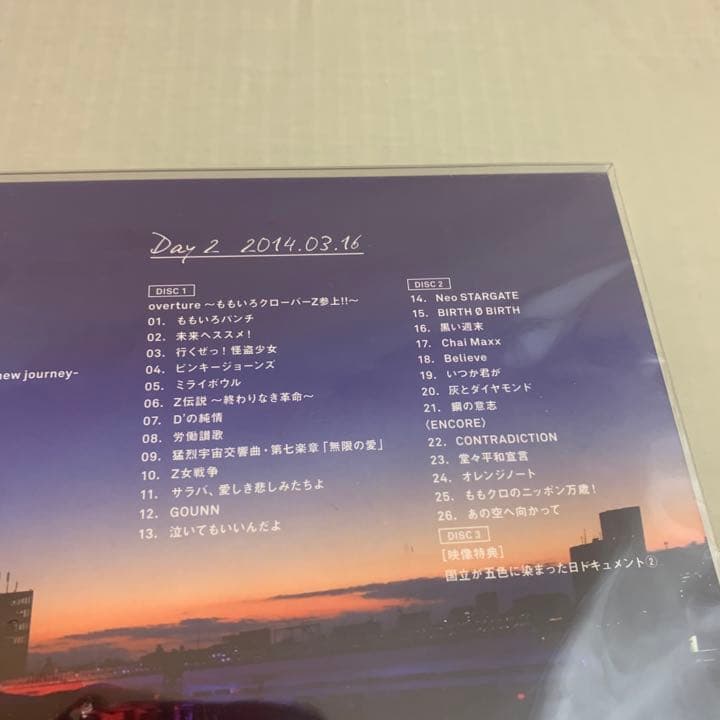 Day 2 2014.03.16
new journey-
DISC 1
overture 〜ももいろクローバーZ参上!!〜
01. ももいろパンチ
02. 未来へススメ!
03. 行くぜっ!怪盗少女
04. ピンキージョーンズ
05. ミライボウル
06. Z伝説 〜終わりなき革命〜
07. D'の純情
08. 労働讃歌
09. 猛烈宇宙交響曲・第七楽章「無限の愛」
10. Z女戦争
11. サラバ、愛しき悲しみたちよ
12. GOUNN
13. 泣いてもいいんだよ
DISC 2
14. Neo STARGATE
15. BIRTH Ø BIRTH
16. 黒い週末
17. Chai Maxx
18. Believe
19. いつか君が
20. 灰とダイヤモンド
21. 鋼の意志
〈ENCORE〉
22. CONTRADICTION
23. 堂々平和宣言
24. オレンジノート
25. ももクロのニッポン万歳!
26. あの空へ向かって
DISC 3
[映像特典]
国立が五色に染まった日ドキュメント②